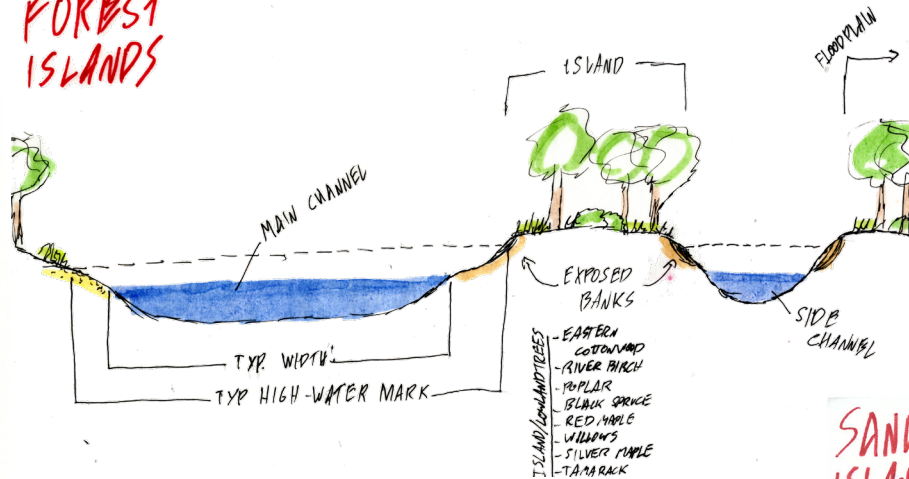 FOREST
ISLANDS
FLOODPLAIN
ISLAND
MAIN CHANNEL
EXPOSED
BANKS
SIDE
CHANNEL
TYP. WIDTH
TYP HIGH-WATER MARK
ISLAND/LOWLAND TREES
- EASTERN
COTTONWOOD
- RIVER BIRCH
- POPLAR
- BLACK SPRUCE
- RED MAPLE
- WILLOWS
- SILVER MAPLE
- TAMARACK